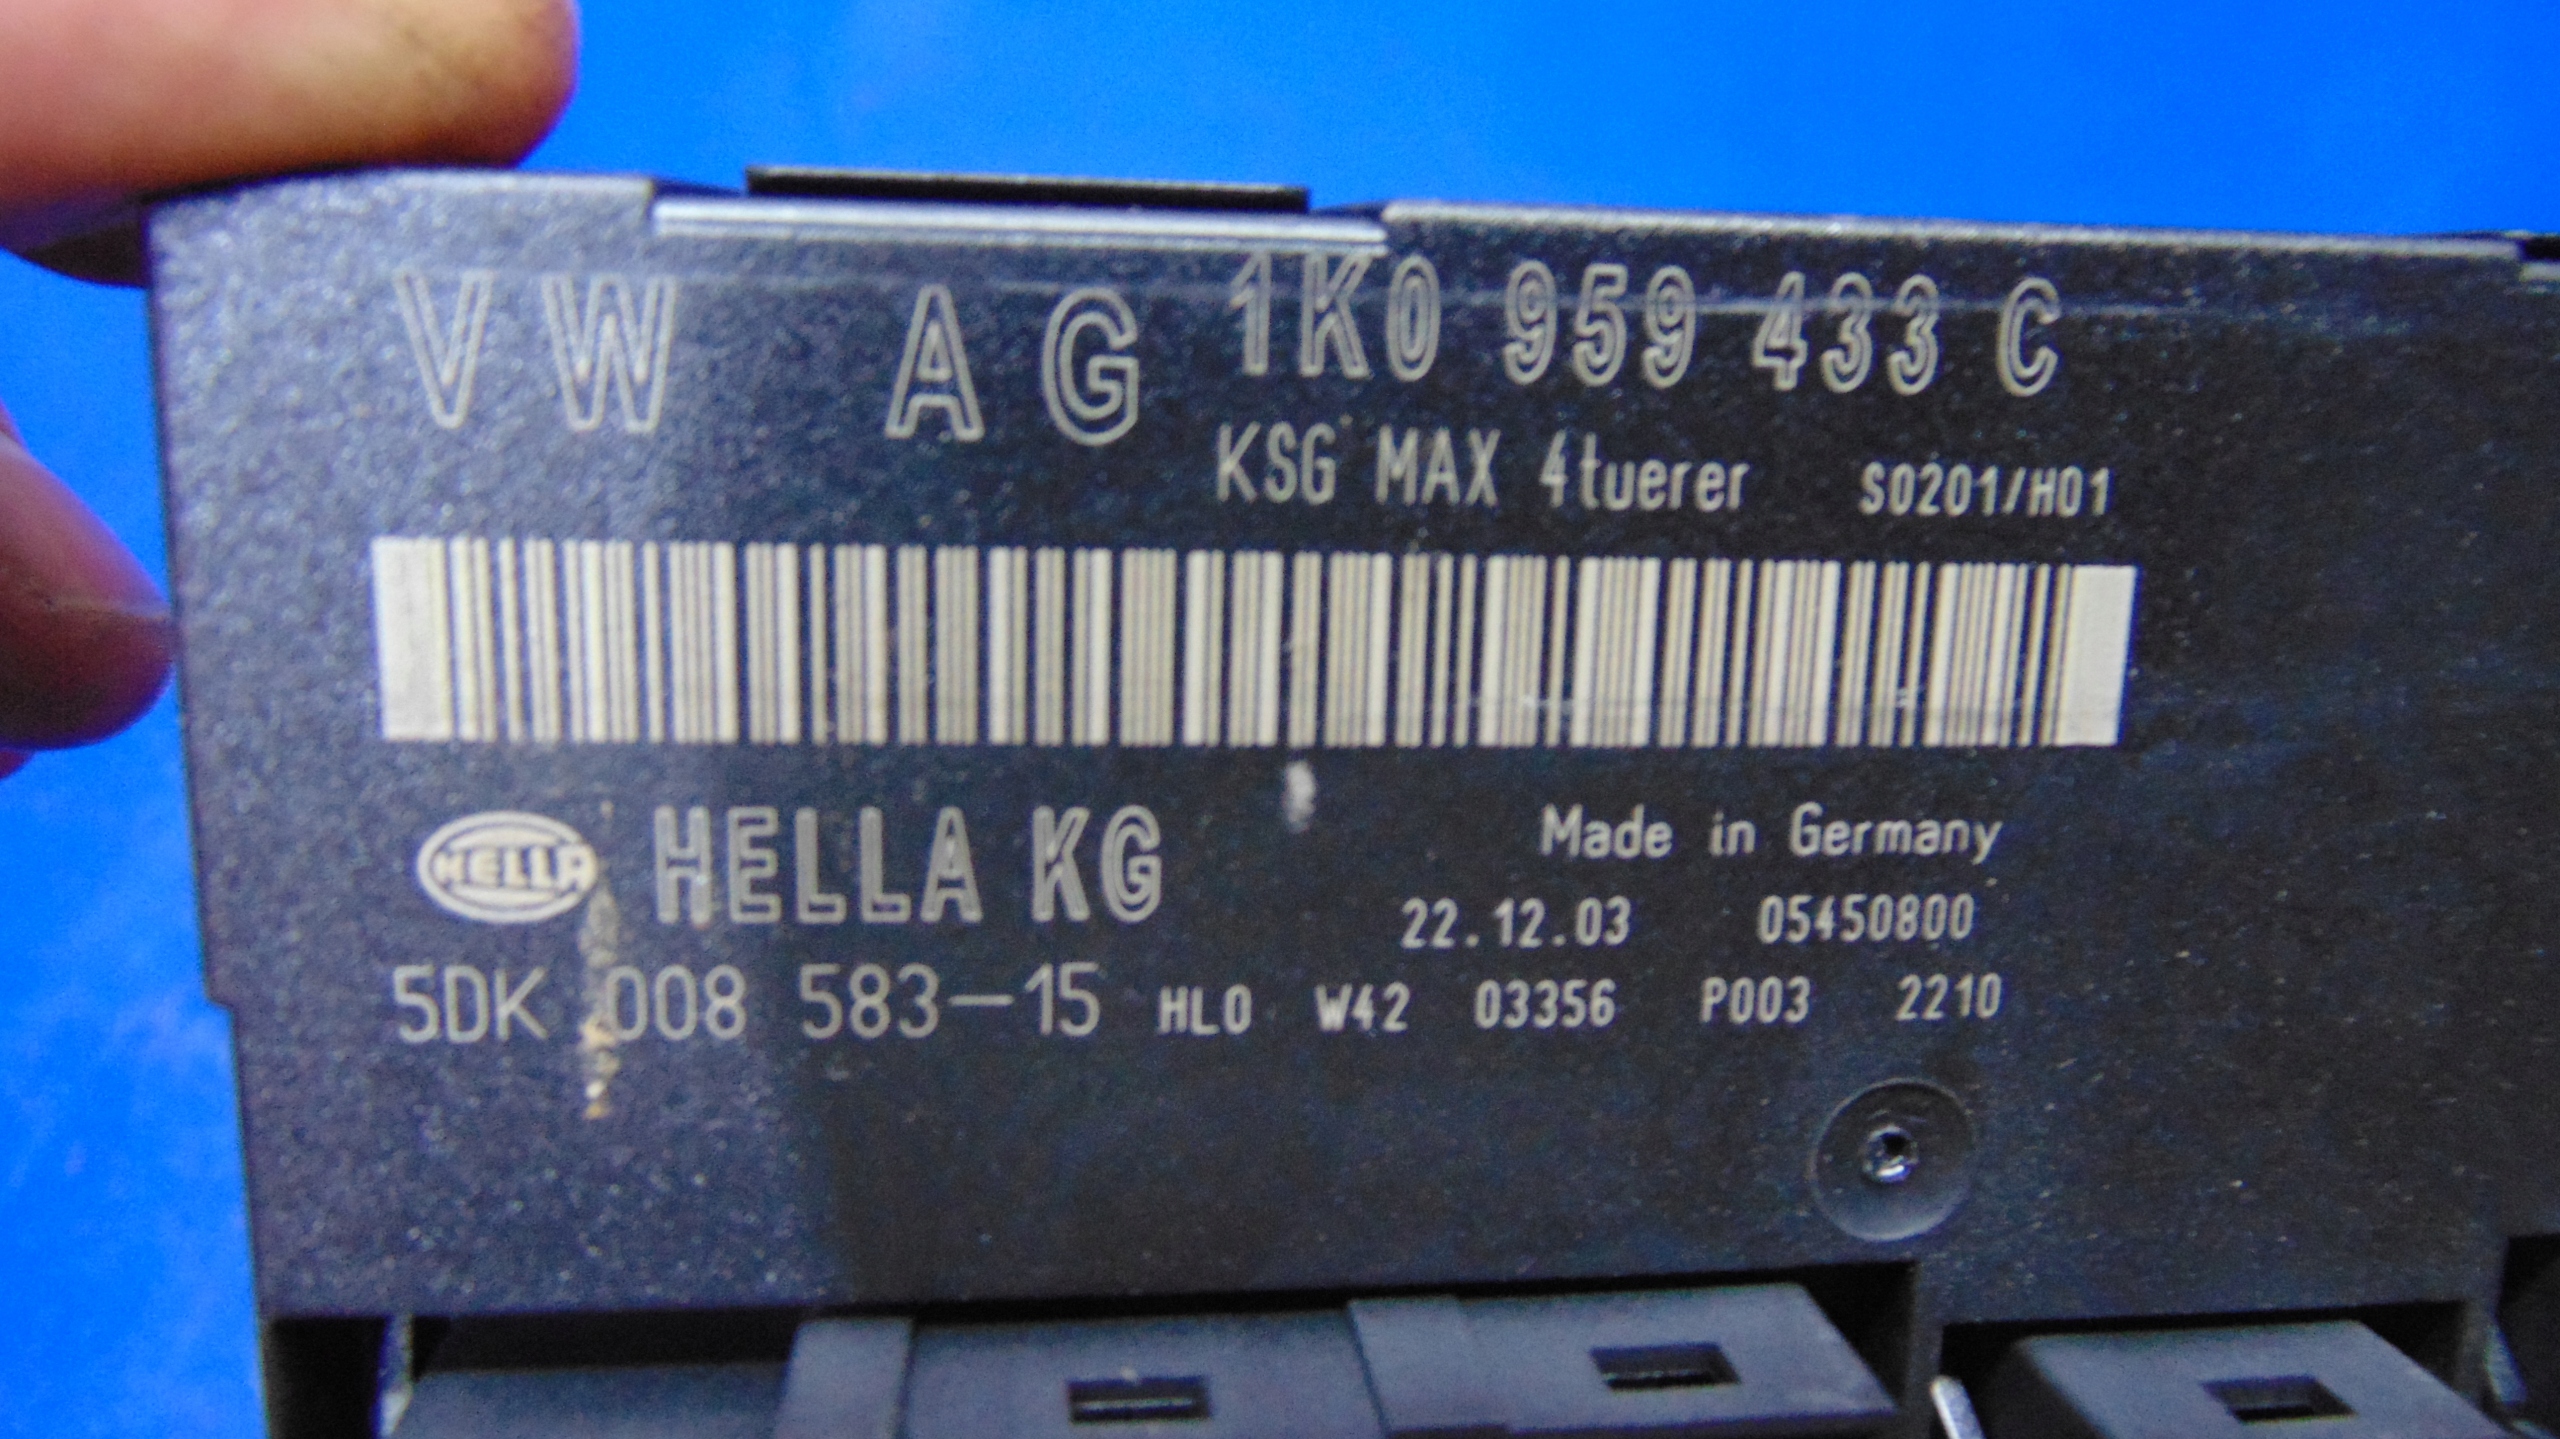 VW AG 1K0 959 433 C
KSG MAX 4tuerer S0201/H01
HELLA HELLA KG Made in Germany
22.12.03 05450800
5DK 008 583-15 HLO W42 03356 P003 2210